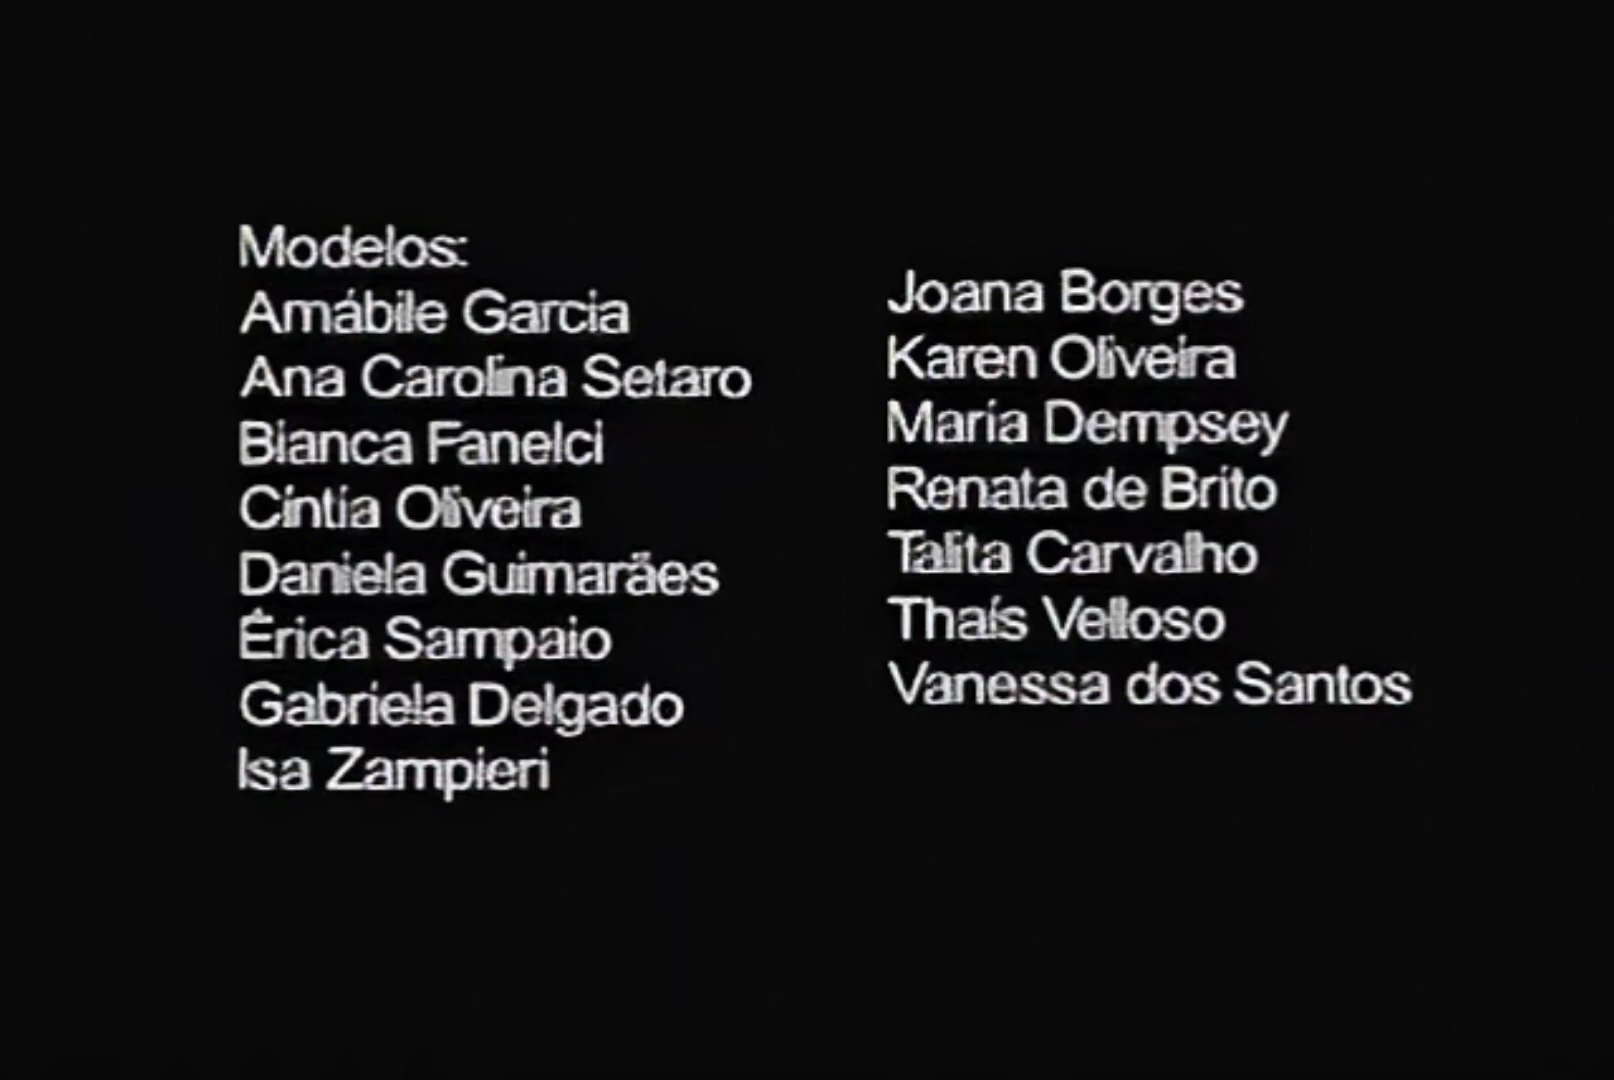 Modelos:
Amábile Garcia
Ana Carolina Setaro
Bianca Fanelci
Cíntia Oliveira
Daniela Guimarães
Érica Sampaio
Gabriela Delgado
Isa Zampieri
Joana Borges
Karen Oliveira
Maria Dempsey
Renata de Brito
Talita Carvalho
Thaís Velloso
Vanessa dos Santos